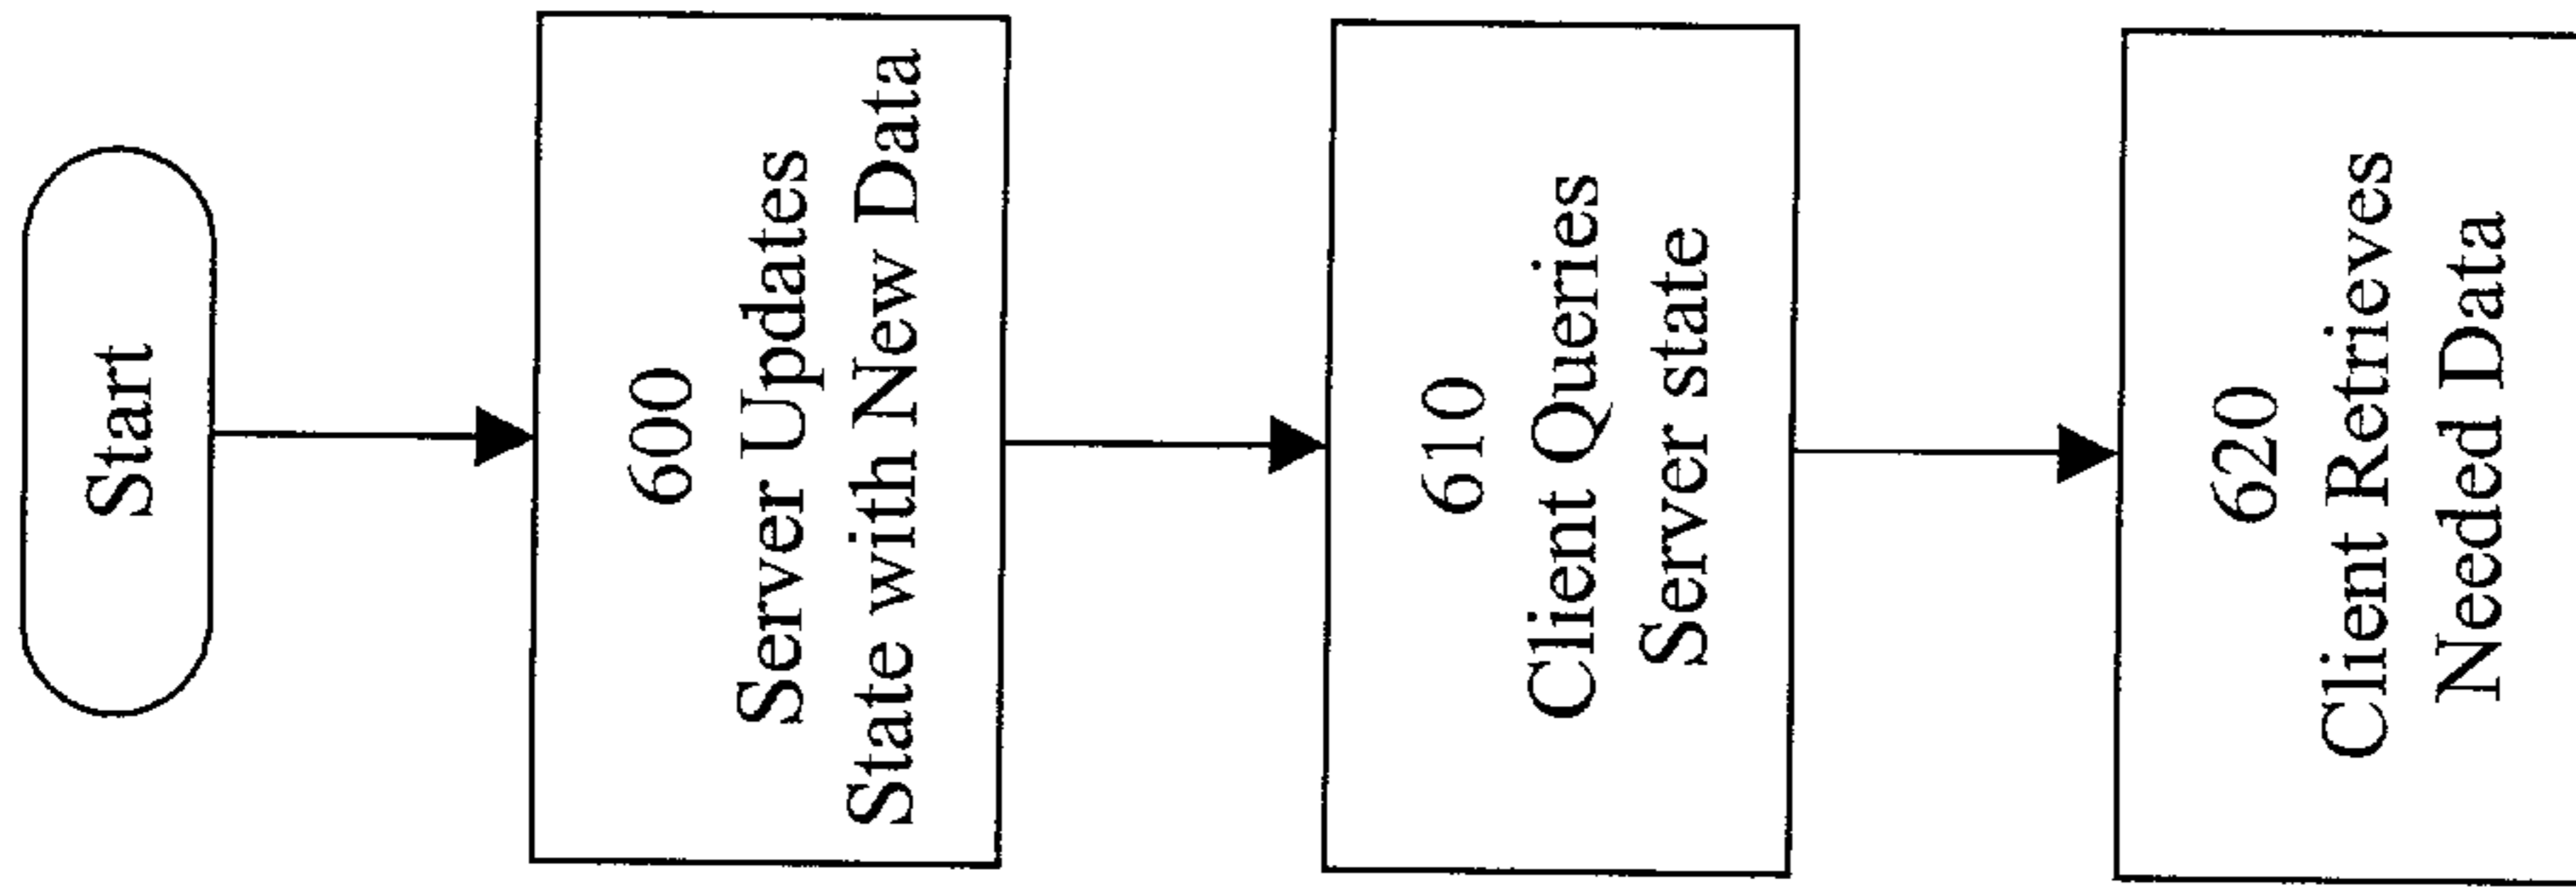 Start
600
Server Updates
State with New Data
610
Client Queries
Server state
620
Client Retrieves
Needed Data